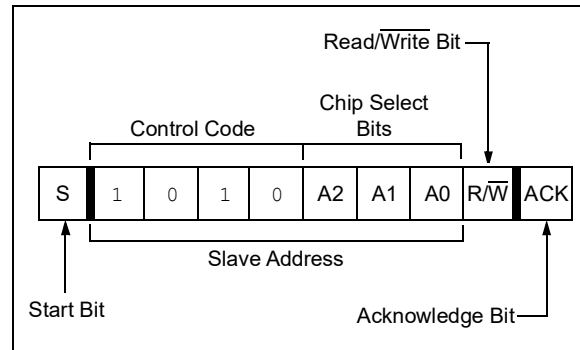 Read/Write Bit
Chip Select
Bits
Control Code
S 1 0 1 0 A2 A1 A0 R/W ACK
Slave Address
Start Bit
Acknowledge Bit